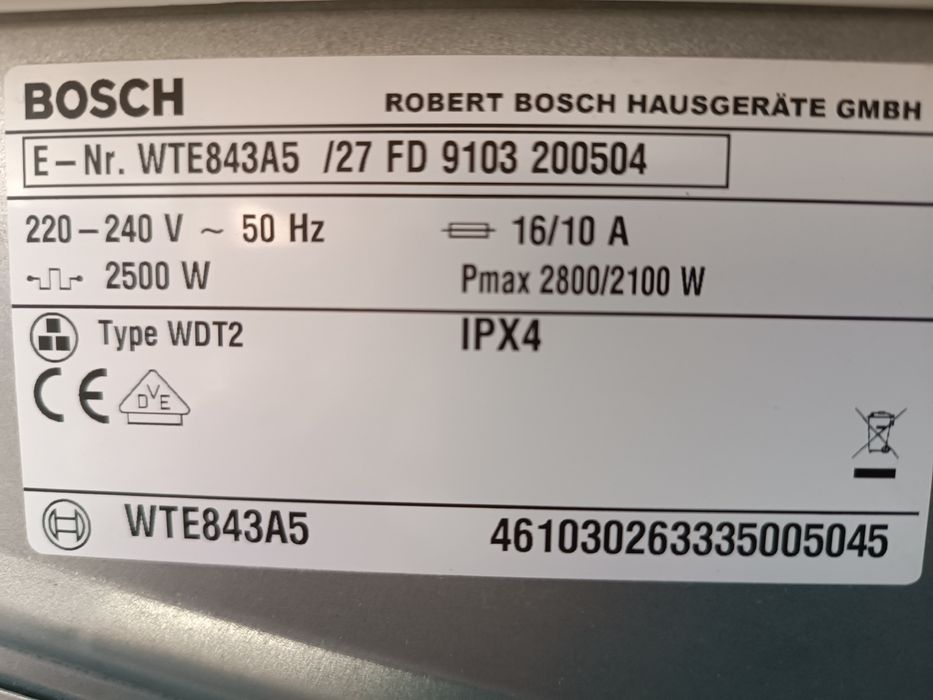 BOSCH ROBERT BOSCH HAUSGERÄTE GMBH
E–Nr. WTE843A5 /27 FD 9103 200504
220–240 V ~ 50 Hz 16/10 A
2500 W Pmax 2800/2100 W
Type WDT2 IPX4
CE DVE
WTE843A5 461030263335005045